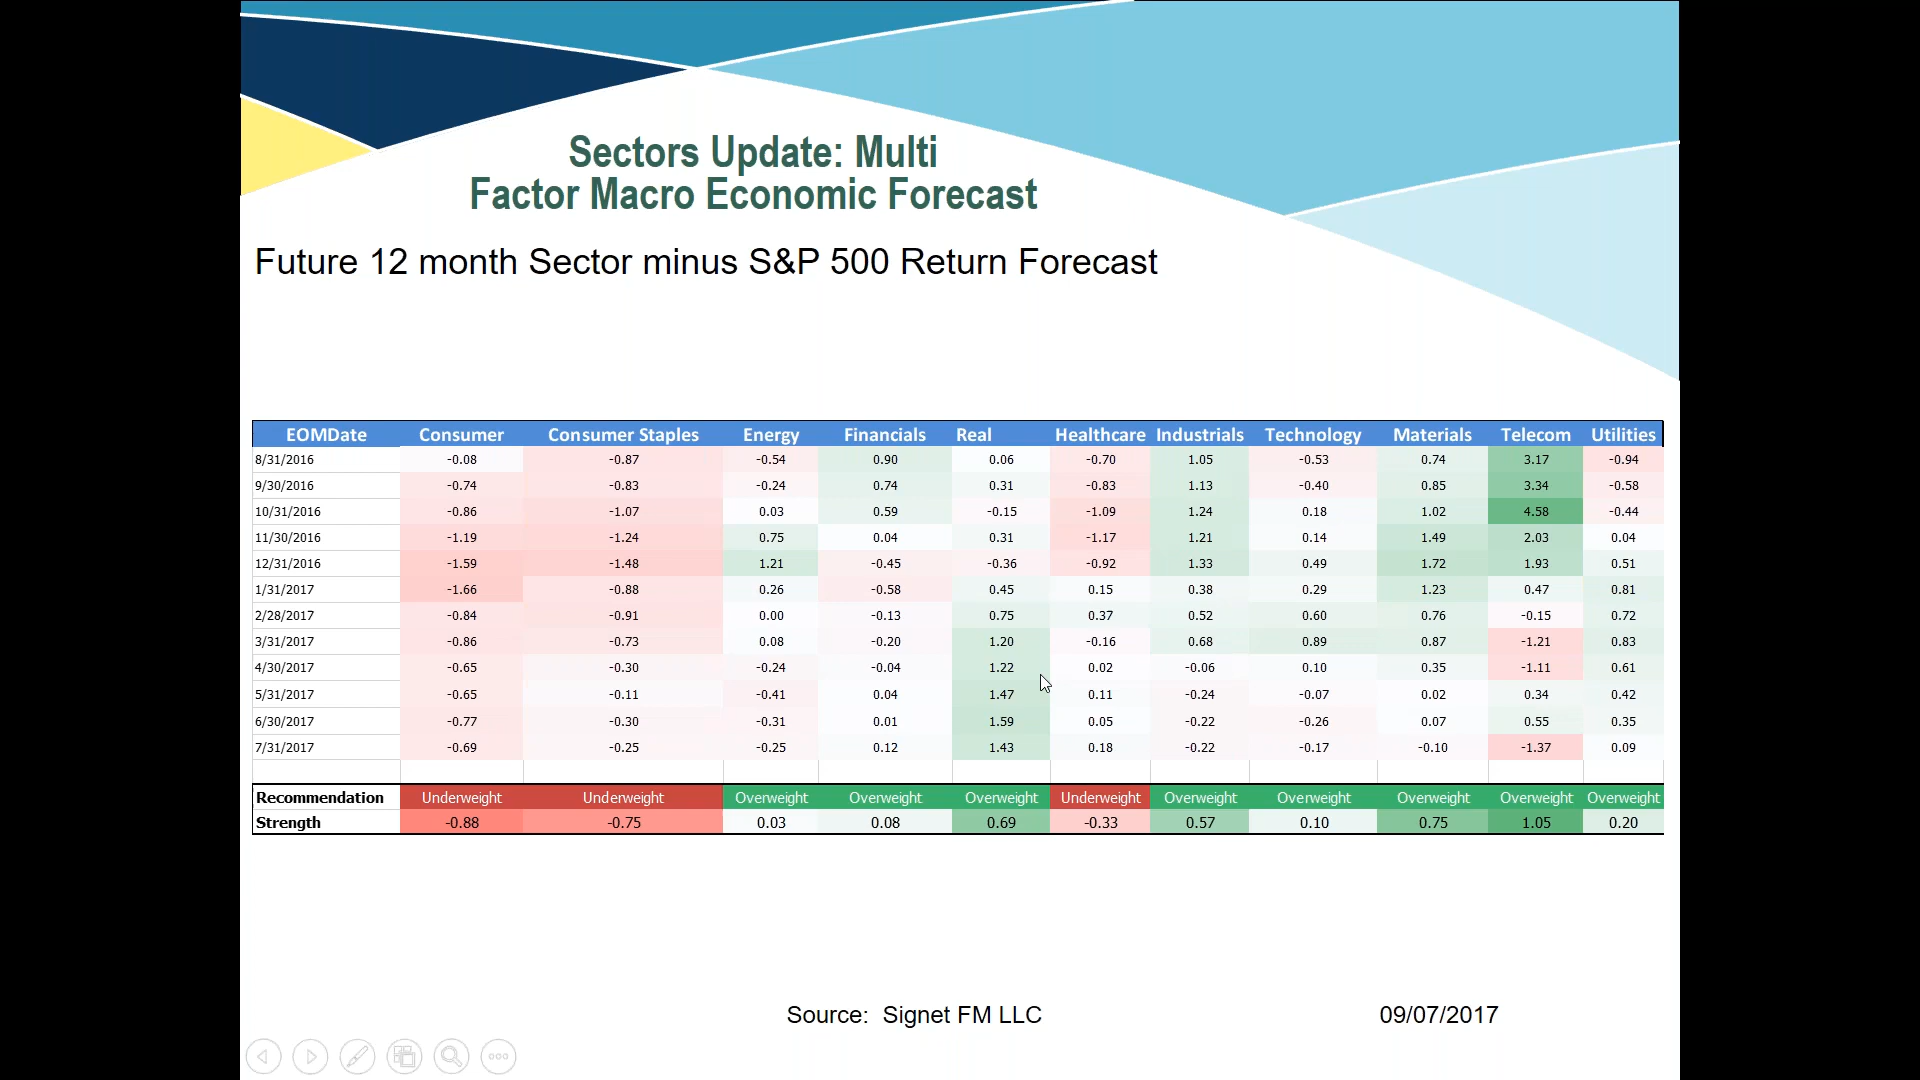 Sectors Update: Multi
Factor Macro Economic Forecast
Future 12 month Sector minus S&P 500 Return Forecast
EOMDate Consumer Consumer Staples Energy Financials Real Healthcare Industrials Technology Materials Telecom Utilities
8/31/2016 -0.08 -0.87 -0.54 0.90 0.06 -0.70 1.05 -0.53 0.74 3.17 -0.94
9/30/2016 -0.74 -0.83 -0.24 0.74 0.31 -0.83 1.13 -0.40 0.85 3.34 -0.58
10/31/2016 -0.86 -1.07 0.03 0.59 -0.15 -1.09 1.24 0.18 1.02 4.58 -0.44
11/30/2016 -1.19 -1.24 0.75 0.04 0.31 -1.17 1.21 0.14 1.49 2.03 0.04
12/31/2016 -1.59 -1.48 1.21 -0.45 -0.36 -0.92 1.33 0.49 1.72 1.93 0.51
1/31/2017 -1.66 -0.88 0.26 -0.58 0.45 0.15 0.38 0.29 1.23 0.47 0.81
2/28/2017 -0.84 -0.91 0.00 -0.13 0.75 0.37 0.52 0.60 0.76 -0.15 0.72
3/31/2017 -0.86 -0.73 0.08 -0.20 1.20 -0.16 0.68 0.89 0.87 -1.21 0.83
4/30/2017 -0.65 -0.30 -0.24 -0.04 1.22 0.02 -0.06 0.10 0.35 -1.11 0.61
5/31/2017 -0.65 -0.11 -0.41 0.04 1.47 0.11 -0.24 -0.07 0.02 0.34 0.42
6/30/2017 -0.77 -0.30 -0.31 0.01 1.59 0.05 -0.22 -0.26 0.07 0.55 0.35
7/31/2017 -0.69 -0.25 -0.25 0.12 1.43 0.18 -0.22 -0.17 -0.10 -1.37 0.09
Recommendation Underweight Underweight Overweight Overweight Overweight Underweight Overweight Overweight Overweight Overweight Overweight
Strength -0.88 -0.75 0.03 0.08 0.69 -0.33 0.57 0.10 0.75 1.05 0.20
Source: Signet FM LLC 09/07/2017